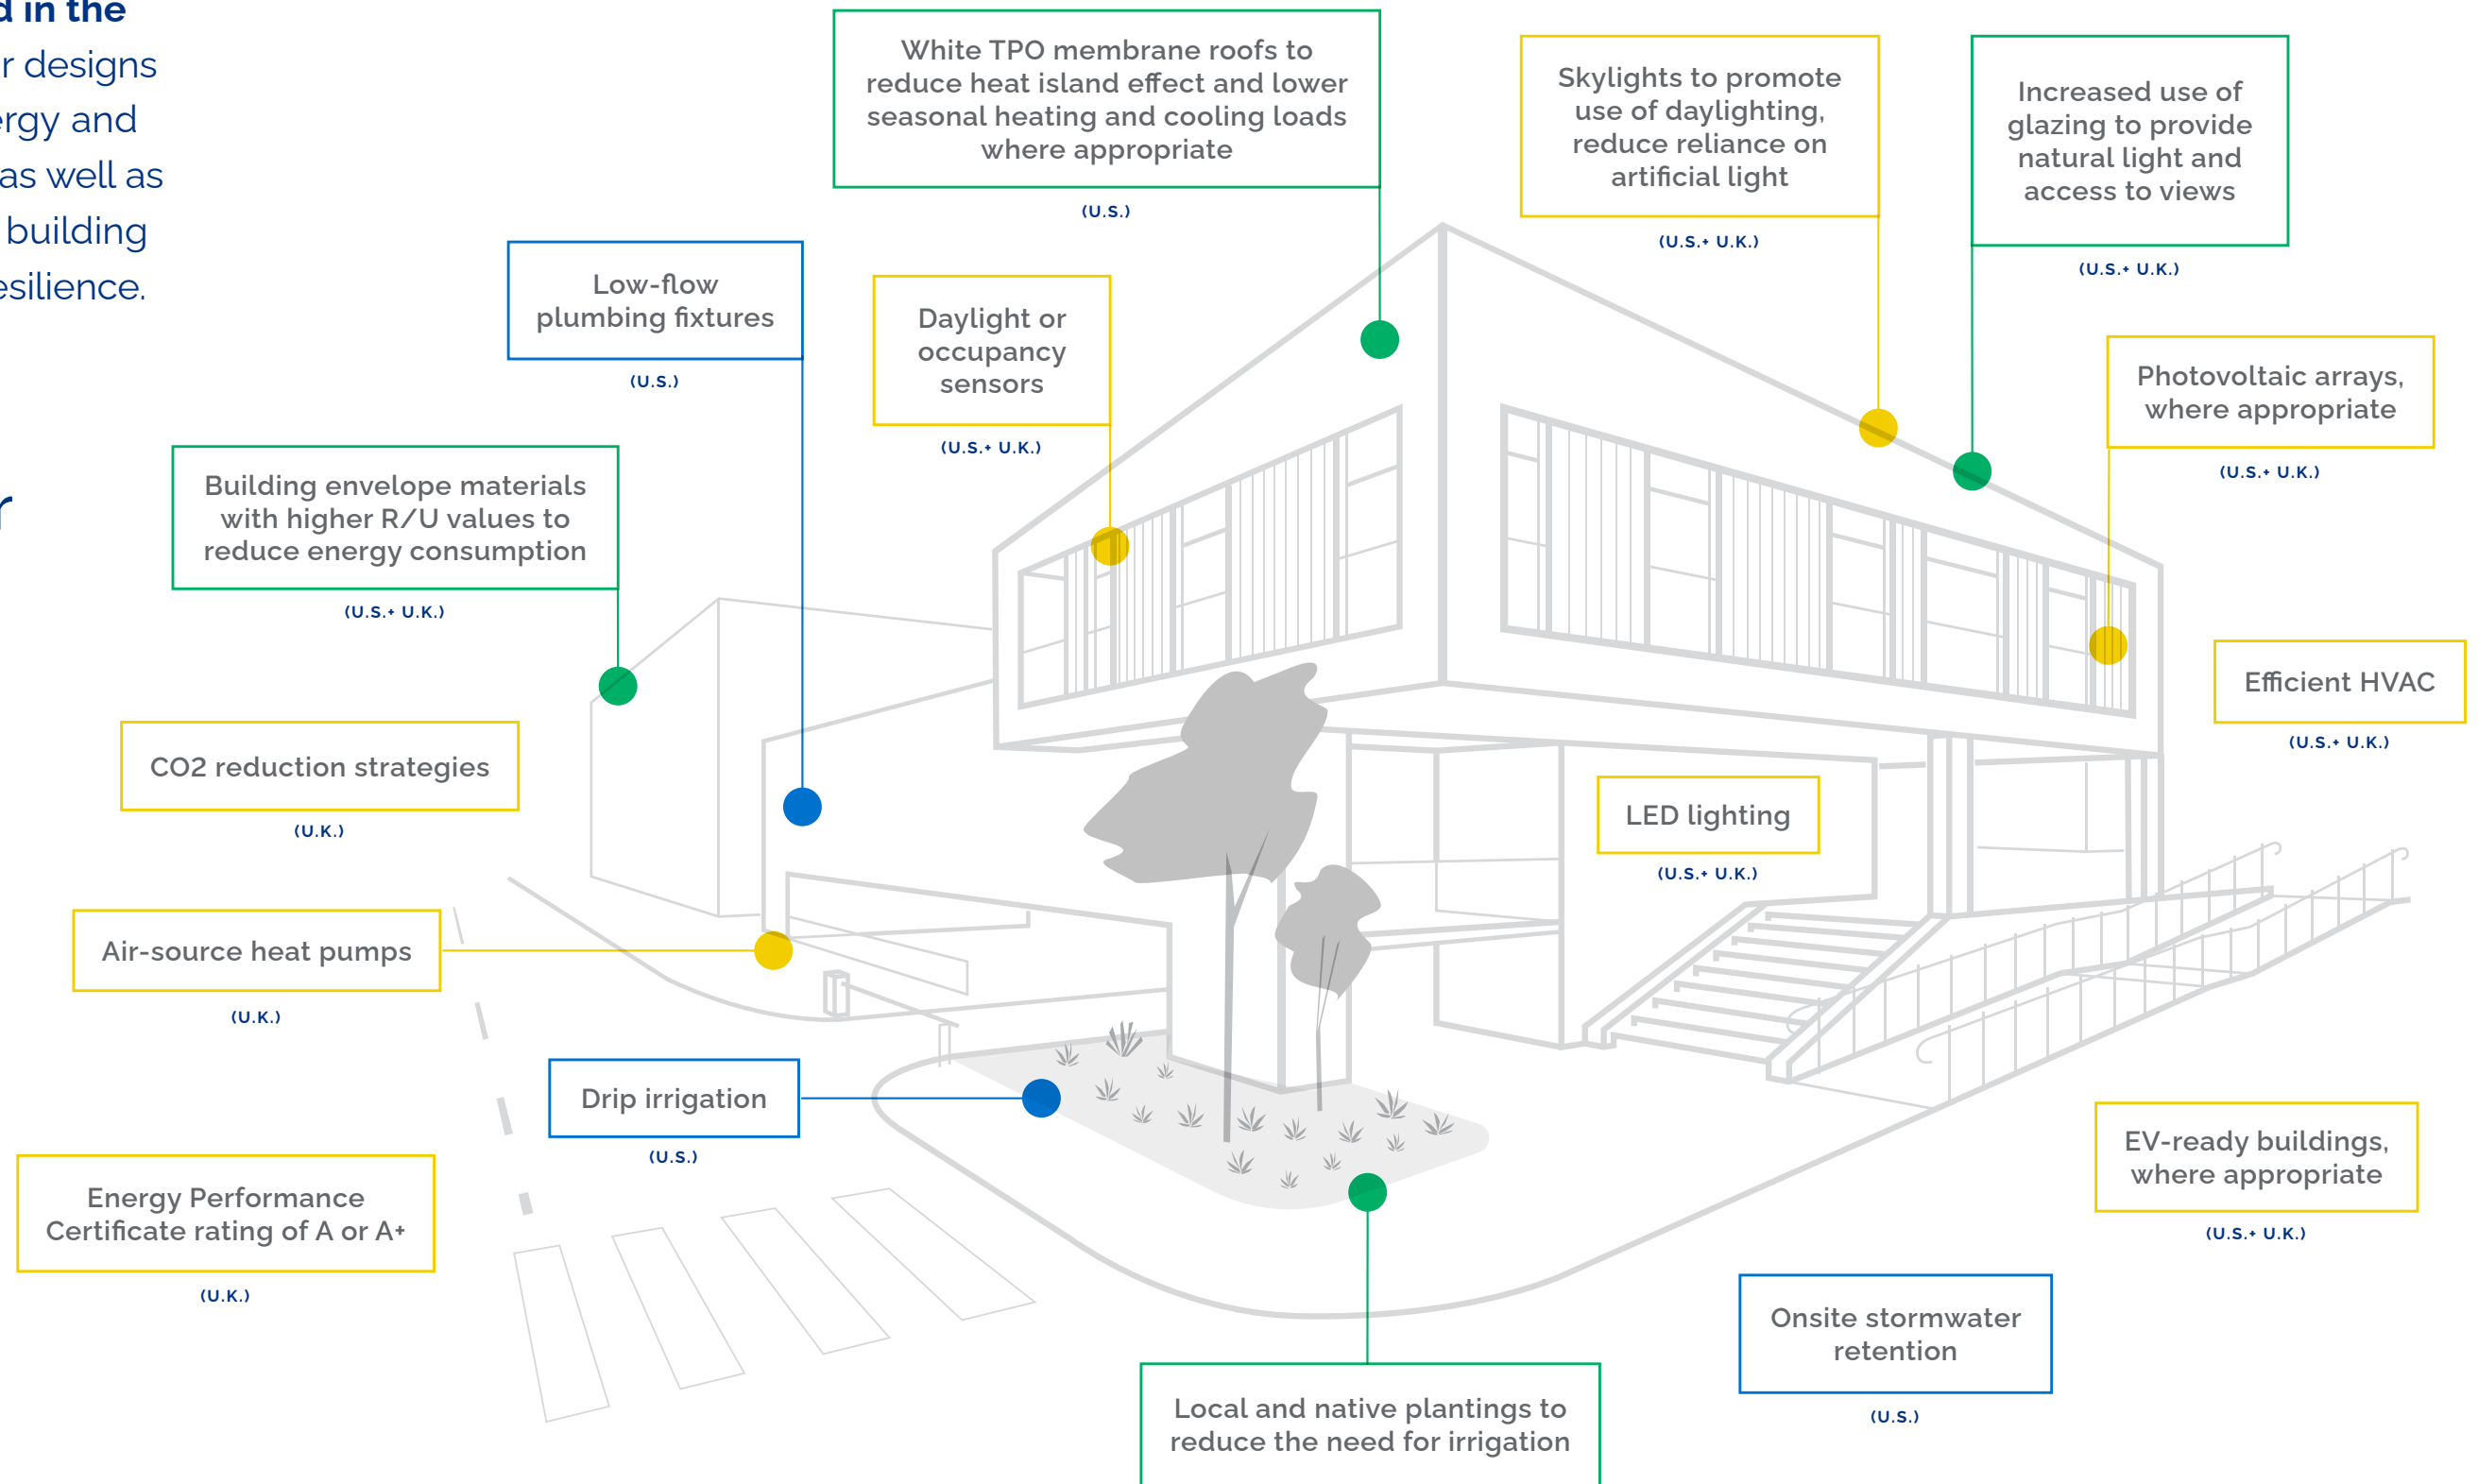 d in the
r designs
ergy and
as well as
building
esilience.
r
White TPO membrane roofs to
reduce heat island effect and lower
seasonal heating and cooling loads
where appropriate
(U.S.)
Skylights to promote
use of daylighting,
reduce reliance on
artificial light
(U.S.+ U.K.)
Increased use of
glazing to provide
natural light and
access to views
(U.S.+ U.K.)
Low-flow
plumbing fixtures
(U.S.)
Daylight or
occupancy
sensors
(U.S.+ U.K.)
Photovoltaic arrays,
where appropriate
(U.S.+ U.K.)
Building envelope materials
with higher R/U values to
reduce energy consumption
(U.S.+ U.K.)
Efficient HVAC
(U.S.+ U.K.)
CO2 reduction strategies
(U.K.)
LED lighting
(U.S.+ U.K.)
Air-source heat pumps
(U.K.)
Drip irrigation
(U.S.)
EV-ready buildings,
where appropriate
(U.S.+ U.K.)
Energy Performance
Certificate rating of A or A+
(U.K.)
Onsite stormwater
retention
(U.S.)
Local and native plantings to
reduce the need for irrigation